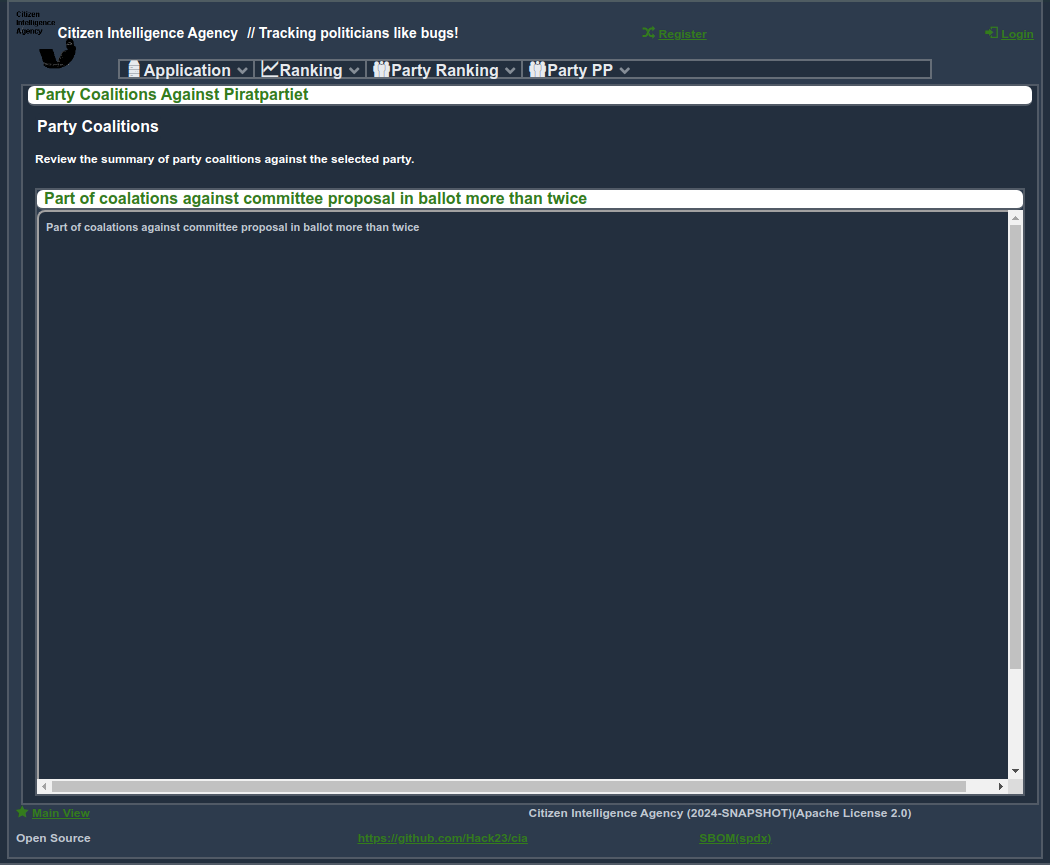 Citizen
Intelligence
Agency
Citizen Intelligence Agency // Tracking politicians like bugs!
Register
Login
Application
Ranking
Party Ranking
Party PP
Party Coalitions Against Piratpartiet
Party Coalitions
Review the summary of party coalitions against the selected party.
Part of coalations against committee proposal in ballot more than twice
Part of coalations against committee proposal in ballot more than twice
Main View
Citizen Intelligence Agency (2024-SNAPSHOT)(Apache License 2.0)
Open Source
https://github.com/Hack23/cia
SBOM(spdx)